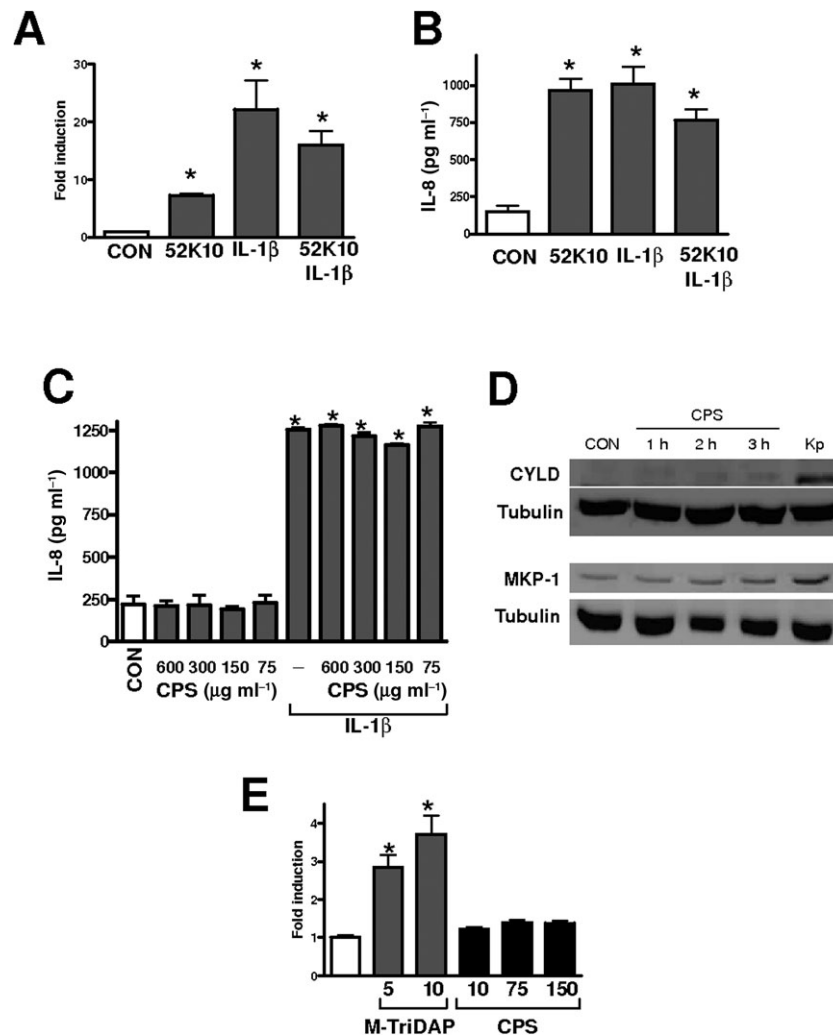 A
Fold induction
30
20
10
0
*
*
*
CON
52K10
IL-1β
52K10
IL-1β
B
IL-8 (pg ml⁻¹)
1000
750
500
250
0
*
*
*
CON
52K10
IL-1β
52K10
IL-1β
C
IL-8 (pg ml⁻¹)
1250
1000
750
500
250
0
* * * * *
CON
600 300 150 75
CPS (μg ml⁻¹)
– 600 300 150 75
CPS (μg ml⁻¹)
IL-1β
D
CPS
CON 1 h 2 h 3 h Kp
CYLD
Tubulin
MKP-1
Tubulin
E
Fold induction
4
3
2
1
0
*
*
5 10 10 75 150
M-TriDAP CPS